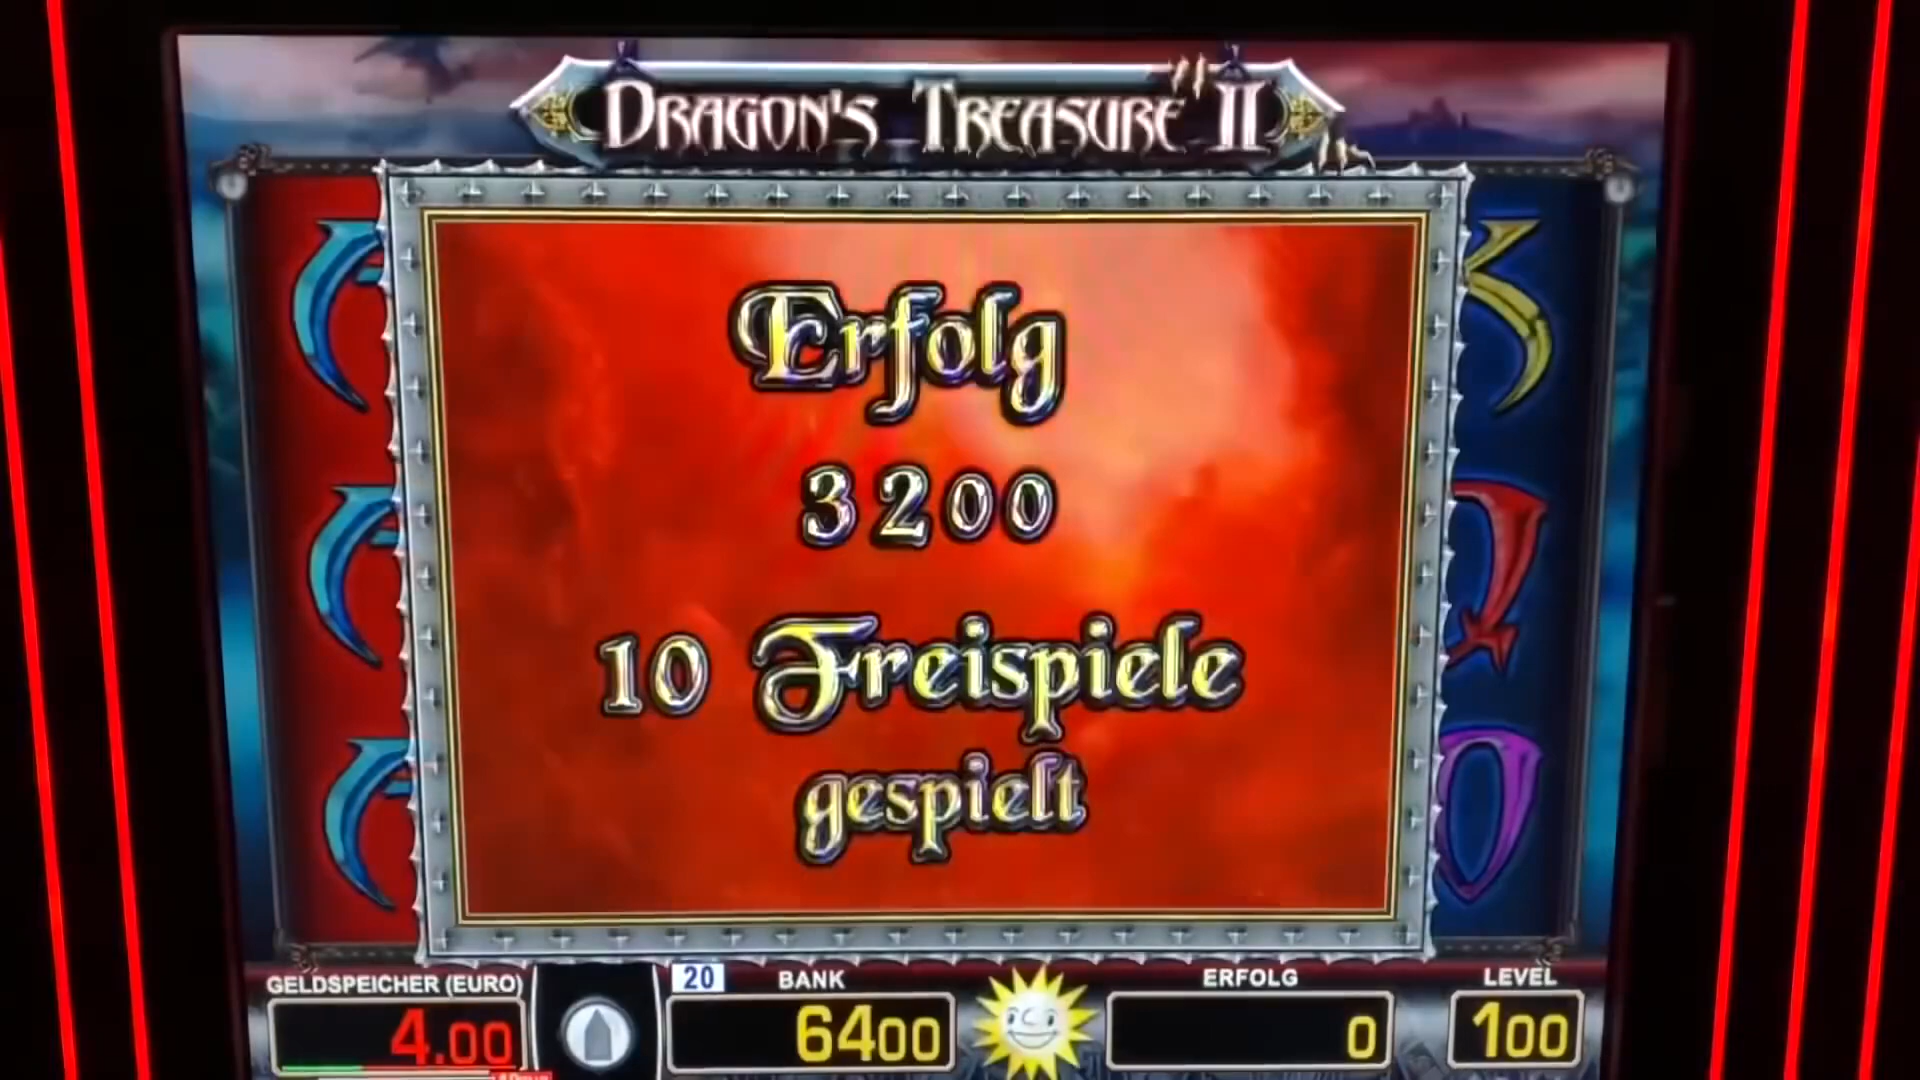 DRAGON'S TREASURE II
Erfolg
3200
10 Freispiele
gespielt
GELDSPEICHER (EURO)
20
BANK
ERFOLG
LEVEL
4.00
6400
0
100